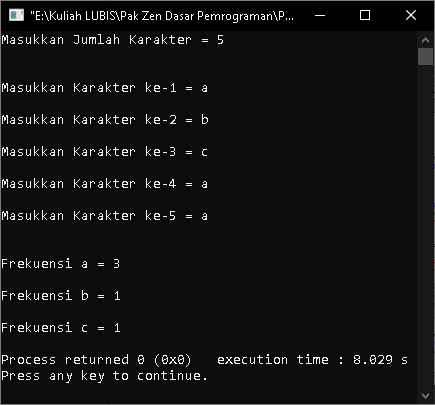 "E:\Kuliah LUBIS\Pak Zen Dasar Pemrograman\P...
Masukkan Jumlah Karakter = 5
Masukkan Karakter ke-1 = a
Masukkan Karakter ke-2 = b
Masukkan Karakter ke-3 = c
Masukkan Karakter ke-4 = a
Masukkan Karakter ke-5 = a
Frekuensi a = 3
Frekuensi b = 1
Frekuensi c = 1
Process returned 0 (0x0)   execution time : 8.029 s
Press any key to continue.